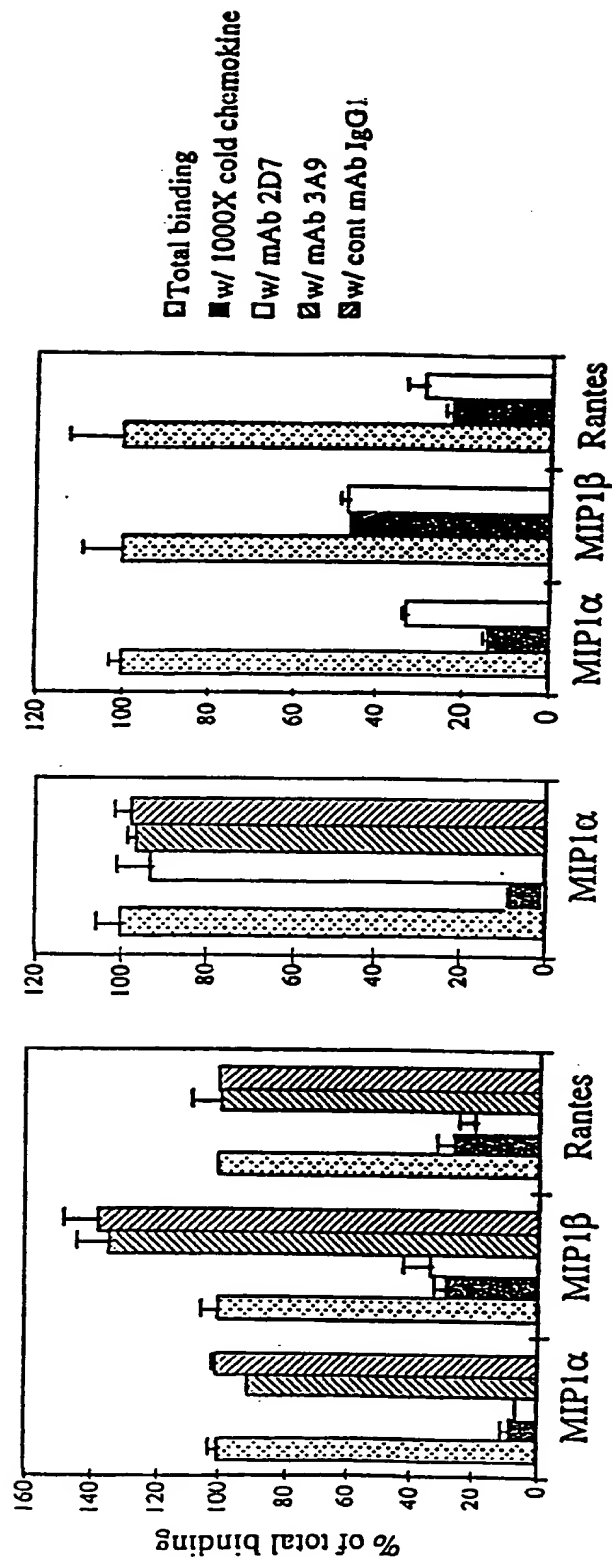 % of total binding
160
140
120
100
80
60
40
20
0
MIP1α MIP1β Rantes
120
100
80
60
40
20
0
MIP1α
120
100
80
60
40
20
0
MIP1α MIP1β Rantes
Total binding
w/ 1000X cold chemokine
w/ mAb 2D7
w/ mAb 3A9
w/ cont mAb IgG1